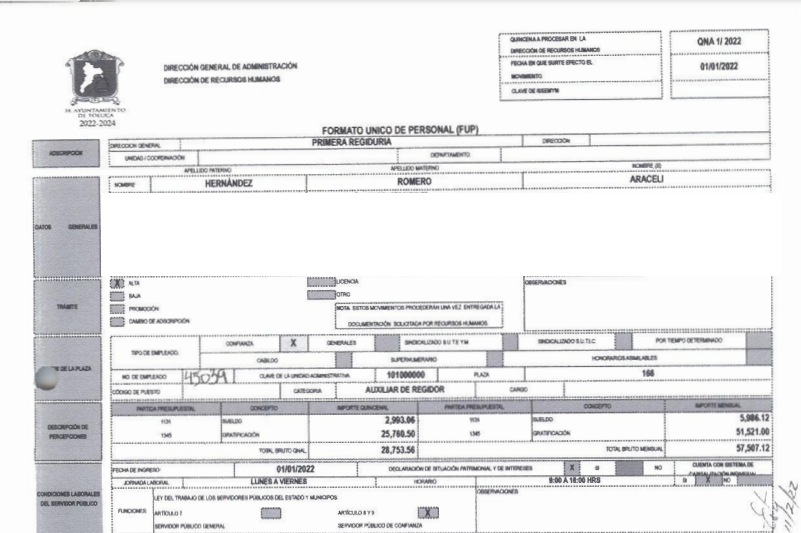 QUINCENA A PROCESAR EN LA DIRECCIÓN DE RECURSOS HUMANOS QNA 1/ 2022
FECHA EN QUE SURTE EFECTO EL MOVIMIENTO 01/01/2022
CLAVE DE ISSEMYM
DIRECCIÓN GENERAL DE ADMINISTRACIÓN
DIRECCIÓN DE RECURSOS HUMANOS
H. AYUNTAMIENTO
DE TOLUCA
2022-2024
FORMATO UNICO DE PERSONAL (FUP)
ADSCRIPCIÓN
DIRECCION GENERAL PRIMERA REGIDURIA DIRECCIÓN
UNIDAD / COORDINACIÓN DEPARTAMENTO
APELLIDO PATERNO APELLIDO MATERNO NOMBRE (S)
NOMBRE HERNÁNDEZ ROMERO ARACELI
DATOS GENERALES
TRÁMITE
X ALTA LICENCIA OBSERVACIONES
BAJA OTRO
PROMOCIÓN NOTA: ESTOS MOVIMIENTOS PROCEDERÁN UNA VEZ ENTREGADA LA
CAMBIO DE ADSCRIPCIÓN DOCUMENTACIÓN SOLICITADA POR RECURSOS HUMANOS.
DE LA PLAZA
TIPO DE EMPLEADO: CONFIANZA X GENERALES SINDICALIZADO S.U.T.E.Y.M SINDICALIZADO S.U.T.I.C POR TIEMPO DETERMINADO
CABILDO SUPERNUMERARIO HONORARIOS ASIMILABLES
NO. DE EMPLEADO 45039 CLAVE DE LA UNIDAD ADMINISTRATIVA 101000000 PLAZA 166
CÓDIGO DE PUESTO CATEGORIA AUXILIAR DE REGIDOR CARGO
DESCRIPCIÓN DE PERCEPCIONES
PARTIDA PRESUPUESTAL CONCEPTO IMPORTE QUINCENAL PARTIDA PRESUPUESTAL CONCEPTO IMPORTE MENSUAL
1131 SUELDO 2,993.06 1131 SUELDO 5,986.12
1345 GRATIFICACIÓN 25,760.50 1345 GRATIFICACIÓN 51,521.00
TOTAL BRUTO QNAL 28,753.56 TOTAL BRUTO MENSUAL 57,507.12
CONDICIONES LABORALES DEL SERVIDOR PÚBLICO
FECHA DE INGRESO: 01/01/2022 DECLARACIÓN DE SITUACIÓN PATRIMONIAL Y DE INTERESES X SI NO CUENTA CON SISTEMA DE CAPITALIZACIÓN INDIVIDUAL
JORNADA LABORAL LUNES A VIERNES HORARIO 9:00 A 18:00 HRS SI X NO
LEY DEL TRABAJO DE LOS SERVIDORES PÚBLICOS DEL ESTADO Y MUNICIPIOS OBSERVACIONES
FUNCIONES ARTÍCULO 7 ARTÍCULO 8 Y 9 X
SERVIDOR PÚBLICO GENERAL SERVIDOR PÚBLICO DE CONFIANZA
11/2/22